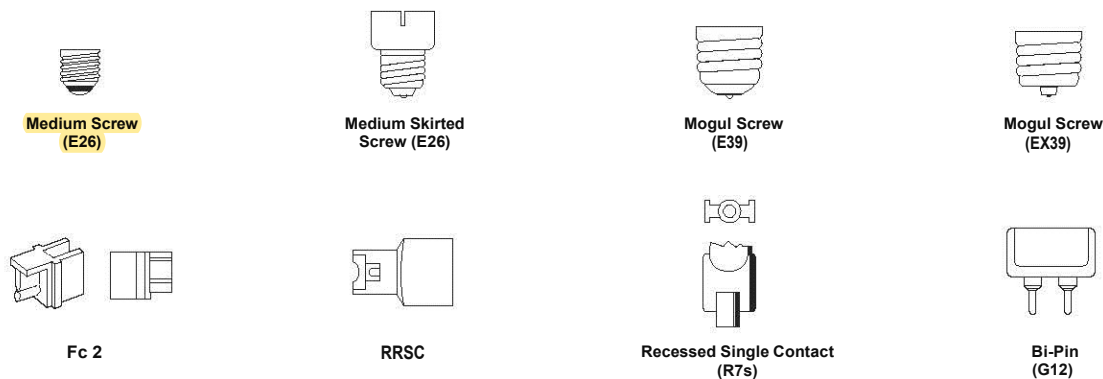 Medium Screw
(E26)
Medium Skirted
Screw (E26)
Mogul Screw
(E39)
Mogul Screw
(EX39)
Fc 2
RRSC
Recessed Single Contact
(R7s)
Bi-Pin
(G12)